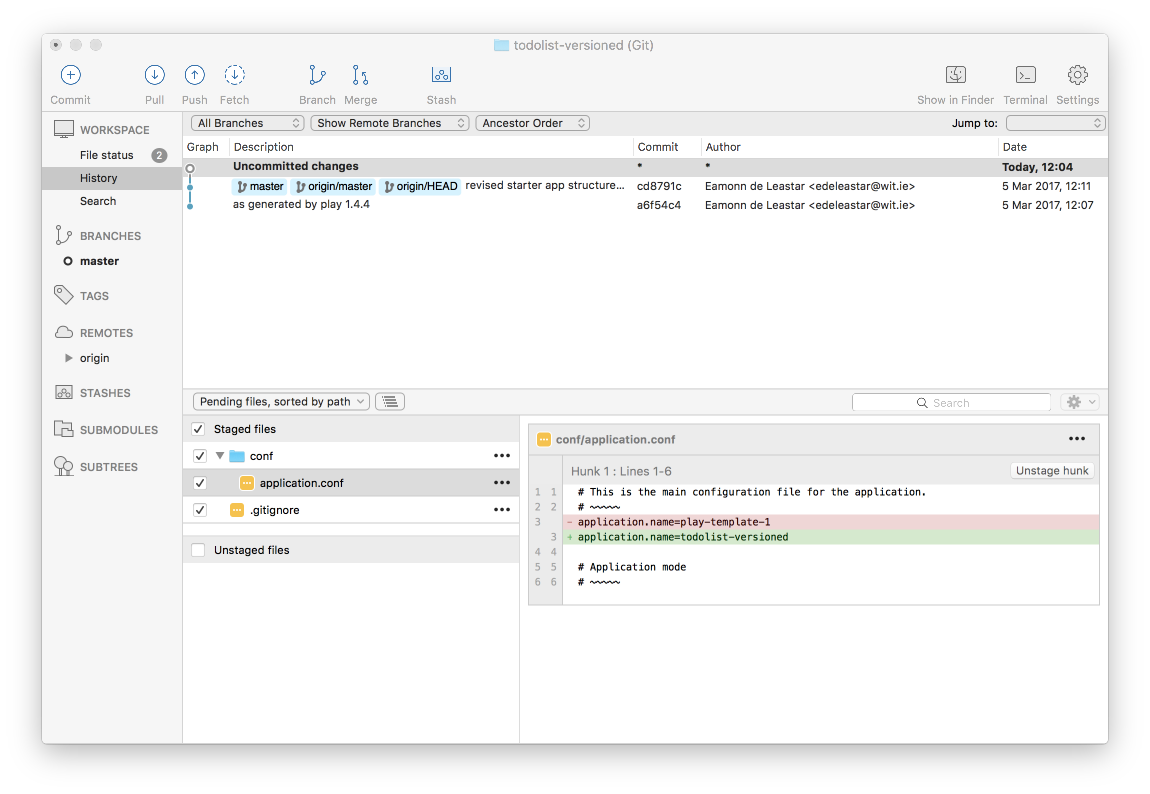 todolist-versioned (Git)
Commit Pull Push Fetch Branch Merge Stash Show in Finder Terminal Settings
WORKSPACE
File status 2
History
Search
BRANCHES
master
TAGS
REMOTES
origin
STASHES
SUBMODULES
SUBTREES
All Branches Show Remote Branches Ancestor Order Jump to:
Graph Description Commit Author Date
Uncommitted changes * * Today, 12:04
master origin/master origin/HEAD revised starter app structure... cd8791c Eamonn de Leastar <edeleastar@wit.ie> 5 Mar 2017, 12:11
as generated by play 1.4.4 a6f54c4 Eamonn de Leastar <edeleastar@wit.ie> 5 Mar 2017, 12:07
Pending files, sorted by path Search
Staged files
conf
application.conf
.gitignore
Unstaged files
conf/application.conf
Hunk 1 : Lines 1-6 Unstage hunk
1 1 # This is the main configuration file for the application.
2 2 # ~~~~~
3 - application.name=play-template-1
3 + application.name=todolist-versioned
4 4
5 5 # Application mode
6 6 # ~~~~~